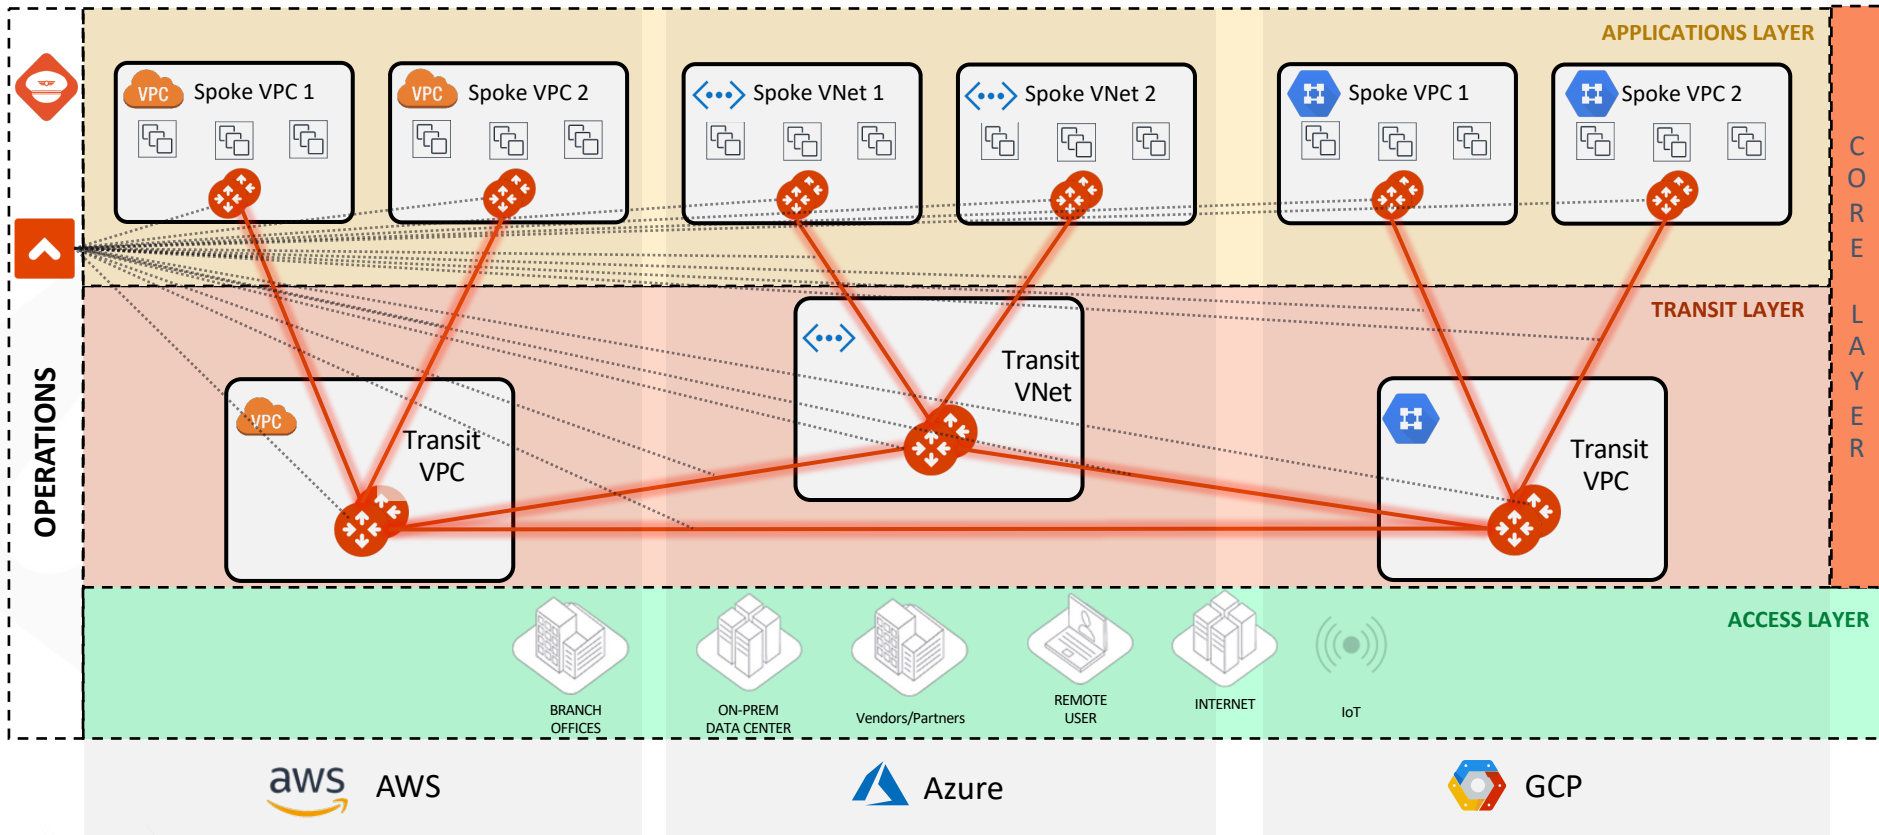 APPLICATIONS LAYER
VPC
Spoke VPC 1
VPC
Spoke VPC 2
Spoke VNet 1
Spoke VNet 2
Spoke VPC 1
Spoke VPC 2
CORE LAYER
OPERATIONS
TRANSIT LAYER
VPC
Transit
VPC
Transit
VNet
Transit
VPC
ACCESS LAYER
BRANCH
OFFICES
ON-PREM
DATA CENTER
Vendors/Partners
REMOTE
USER
INTERNET
IoT
aws
AWS
Azure
GCP